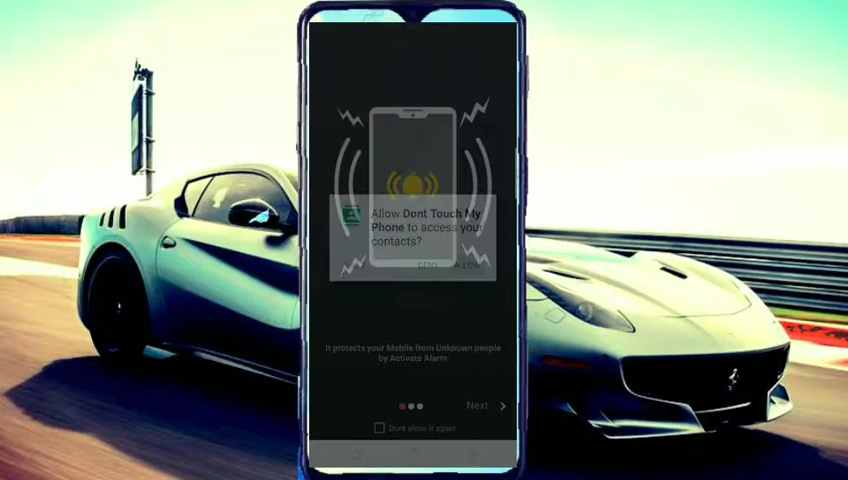 Allow Dont Touch My
Phone to access your
contacts?
DENY ALLOW
It protects your Mobile from Unknown people
by Activate Alarm
Next
Dont show it again